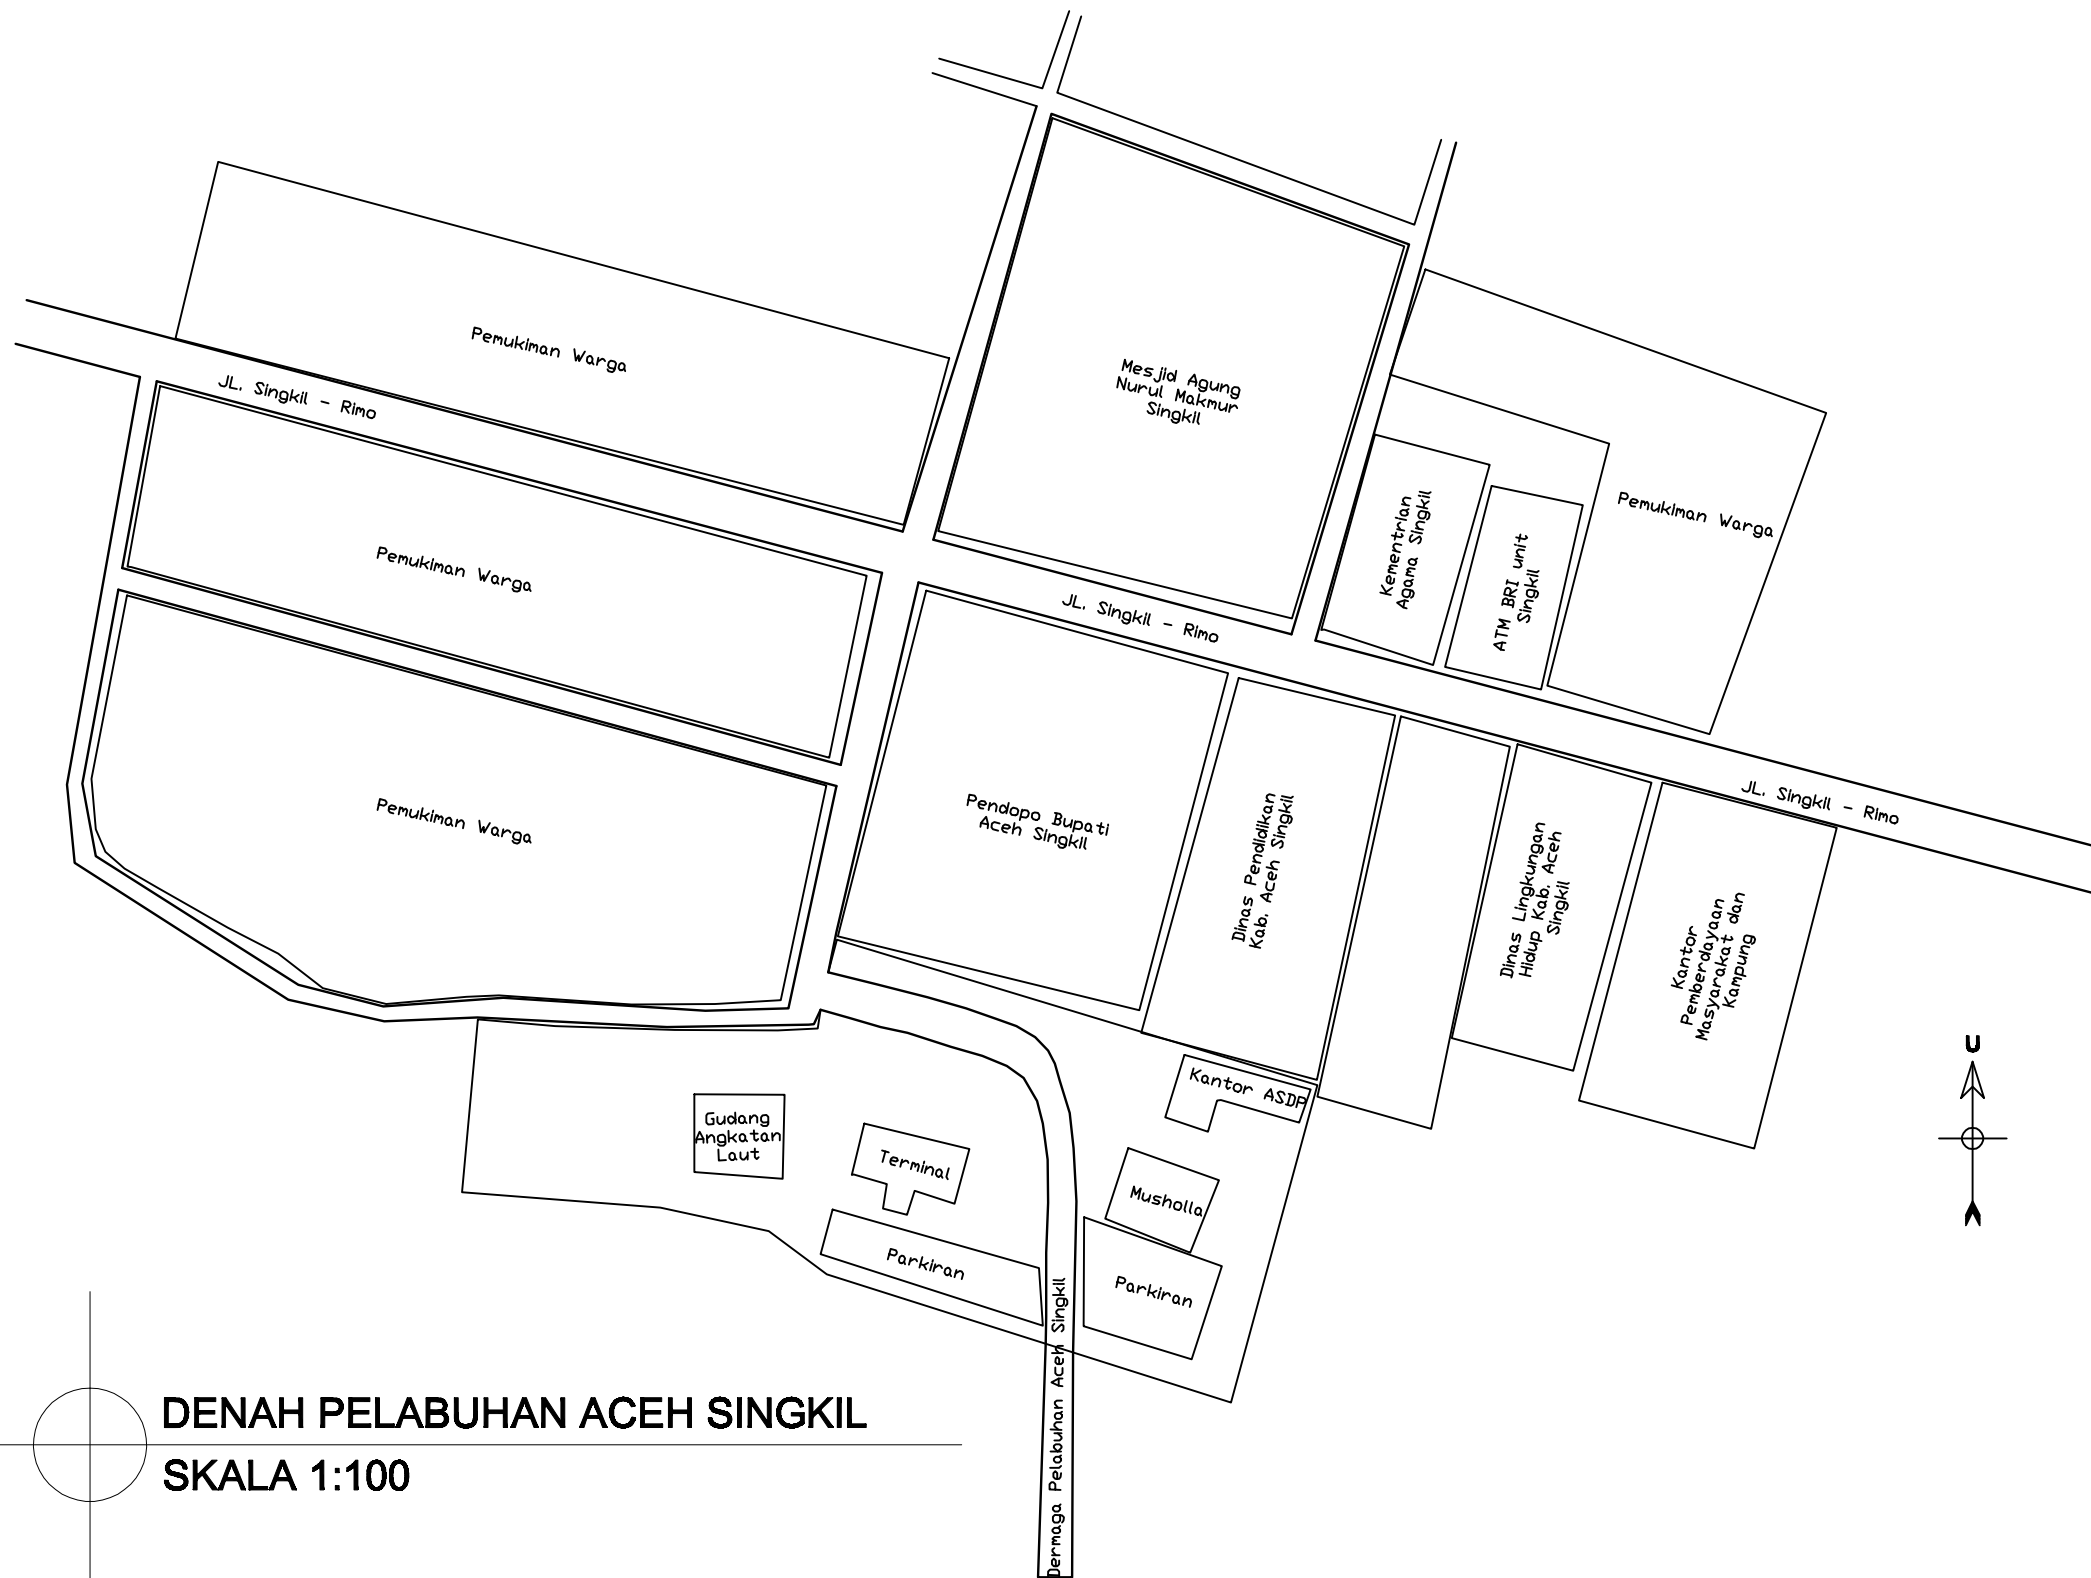 Pemukiman Warga
JL. Singkil - Rimo
Mesjid Agung
Nurul Makmur
Singkil
Kementrian
Agama Singkil
ATM BRI unit
Singkil
Pemukiman Warga
Pemukiman Warga
JL. Singkil - Rimo
Pemukiman Warga
Pendopo Bupati
Aceh Singkil
Dinas Pendidikan
Kab. Aceh Singkil
Dinas Lingkungan
Hidup Kab. Aceh
Singkil
JL. Singkil - Rimo
Kantor
Pemberdayaan
Masyarakat dan
Kampung
U
Kantor ASDP
Gudang
Angkatan
Laut
Terminal
Musholla
Parkiran
Parkiran
Dermaga Pelabuhan Aceh Singkil
DENAH PELABUHAN ACEH SINGKIL
SKALA 1:100